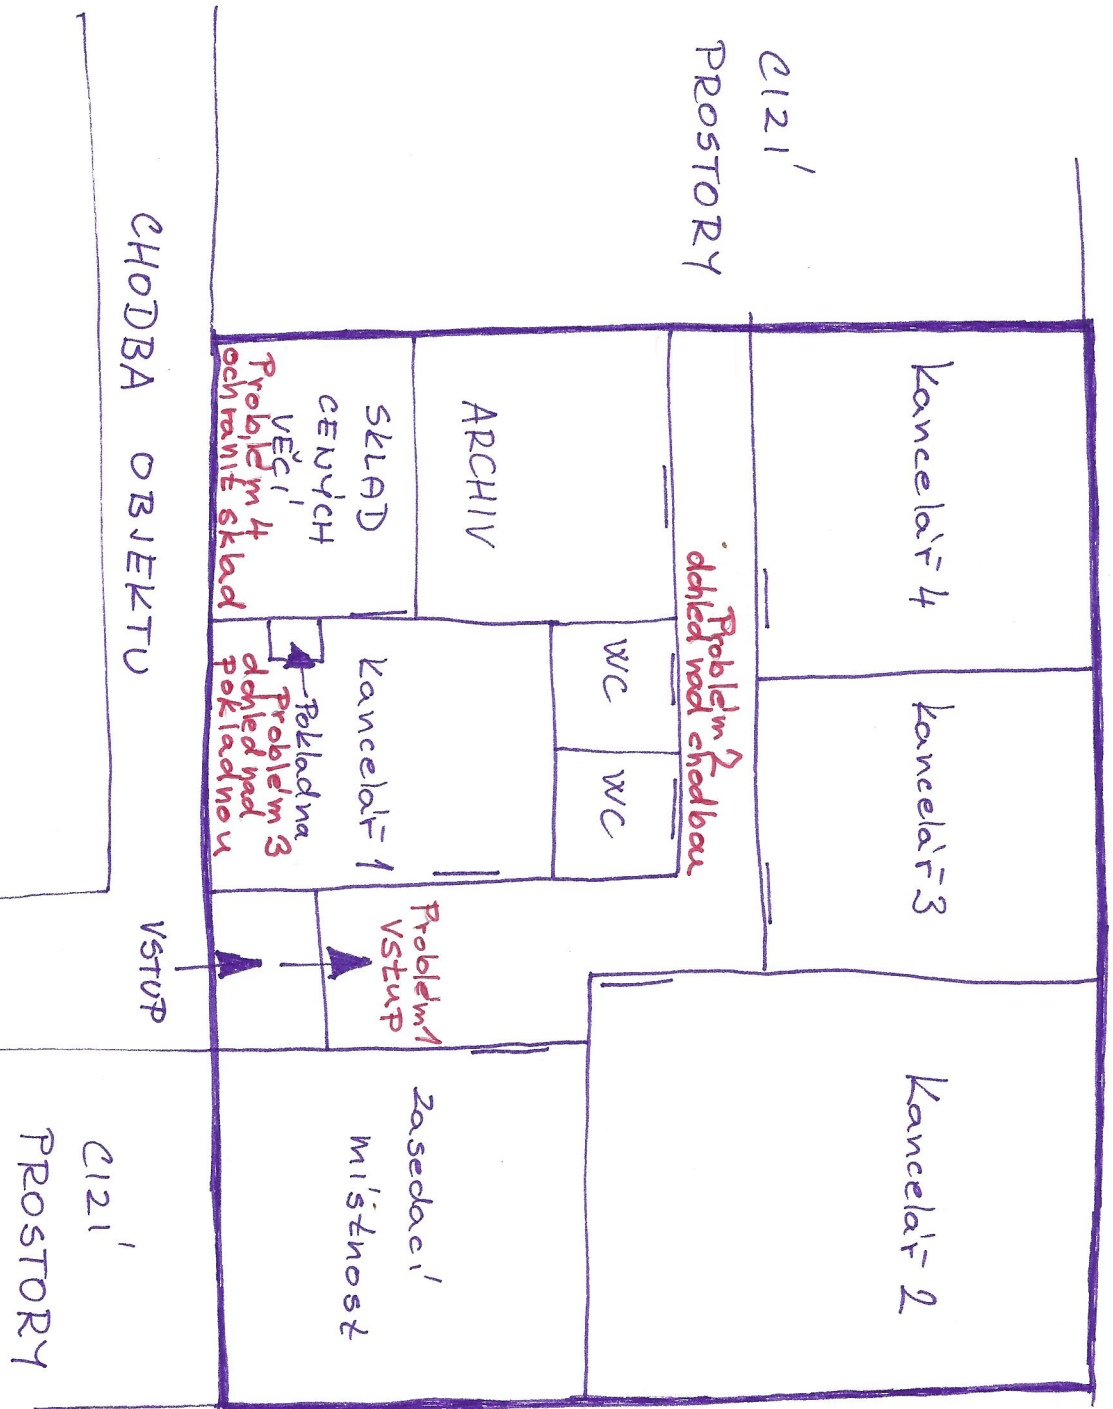 CIZÍ
PROSTORY
Kancelář 4
Kancelář 3
Kancelář 2
Problém 2
dohled nad chodbou
ARCHIV
WC
WC
SKLAD
CENÝCH
VĚCÍ
Problém 4
ochránit sklad
Kancelář 1
Pokladna
Problém 3
dohled nad
pokladnou
Problém 1
vstup
Zasedací
místnost
CHODBA OBJEKTU
VSTUP
CIZÍ
PROSTORY